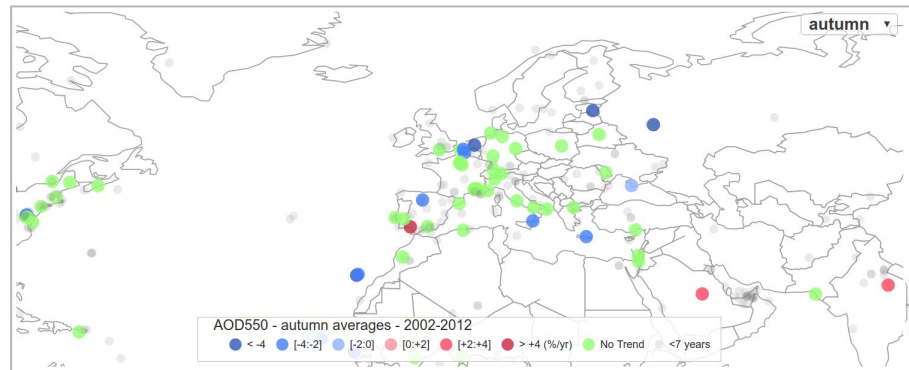 autumn
AOD550 - autumn averages - 2002-2012
< -4 [-4:-2] [-2:0] [0:+2] [+2:+4] > +4 (%/yr) No Trend <7 years